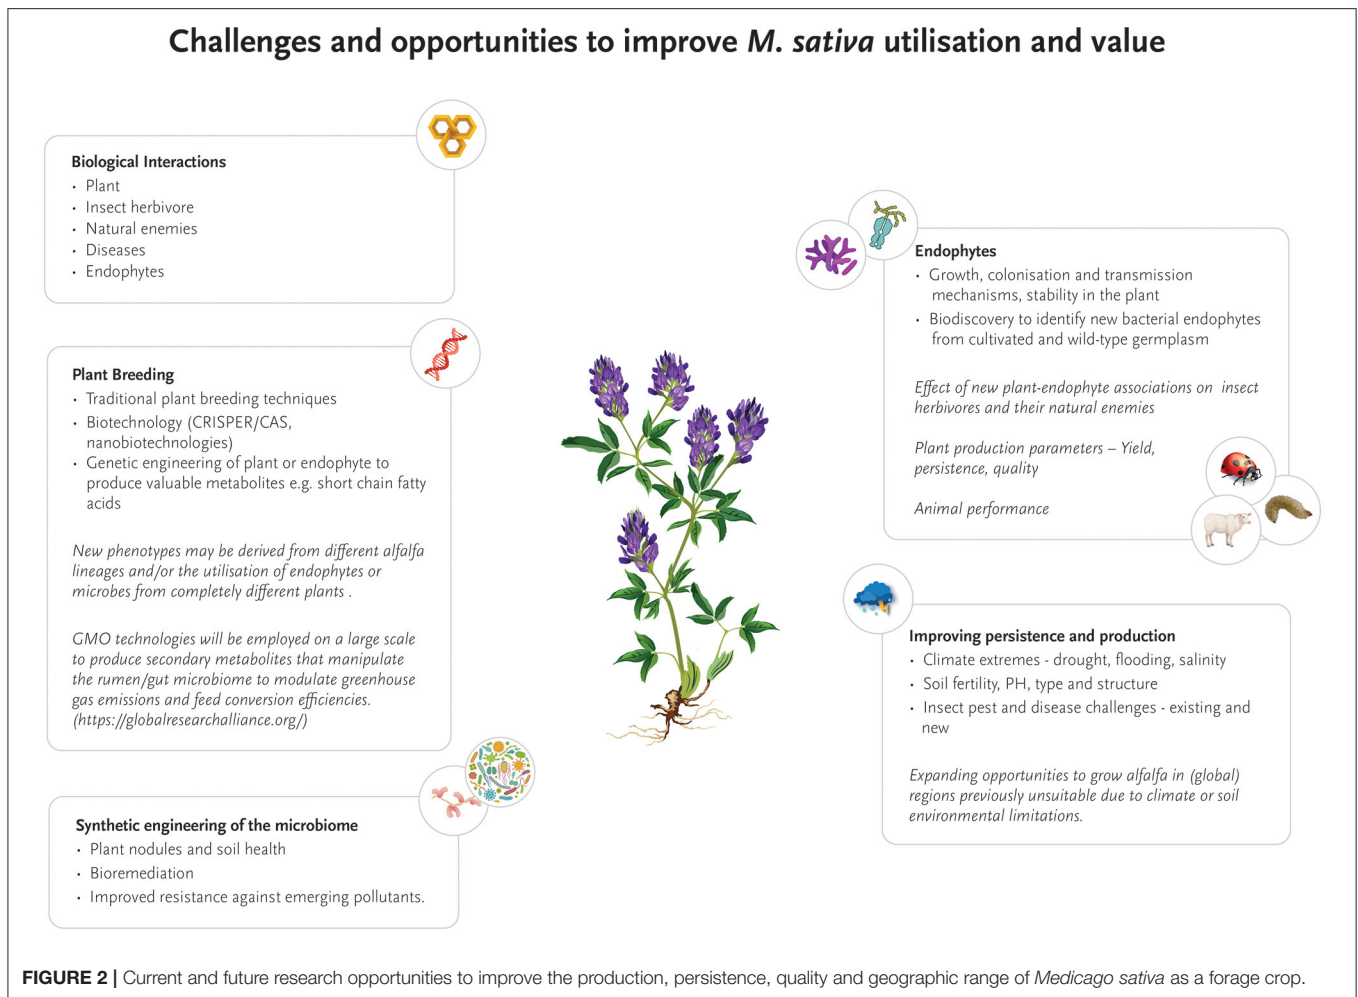 Challenges and opportunities to improve M. sativa utilisation and value
Biological Interactions
• Plant
• Insect herbivore
• Natural enemies
• Diseases
• Endophytes
Plant Breeding
• Traditional plant breeding techniques
• Biotechnology (CRISPER/CAS,
nanobiotechnologies)
• Genetic engineering of plant or endophyte to
produce valuable metabolites e.g. short chain fatty
acids
New phenotypes may be derived from different alfalfa
lineages and/or the utilisation of endophytes or
microbes from completely different plants .
GMO technologies will be employed on a large scale
to produce secondary metabolites that manipulate
the rumen/gut microbiome to modulate greenhouse
gas emissions and feed conversion efficiencies.
(https://globalresearchalliance.org/)
Synthetic engineering of the microbiome
• Plant nodules and soil health
• Bioremediation
• Improved resistance against emerging pollutants.
Endophytes
• Growth, colonisation and transmission
mechanisms, stability in the plant
• Biodiscovery to identify new bacterial endophytes
from cultivated and wild-type germplasm
Effect of new plant-endophyte associations on insect
herbivores and their natural enemies
Plant production parameters – Yield,
persistence, quality
Animal performance
Improving persistence and production
• Climate extremes - drought, flooding, salinity
• Soil fertility, PH, type and structure
• Insect pest and disease challenges - existing and
new
Expanding opportunities to grow alfalfa in (global)
regions previously unsuitable due to climate or soil
environmental limitations.
FIGURE 2 | Current and future research opportunities to improve the production, persistence, quality and geographic range of Medicago sativa as a forage crop.